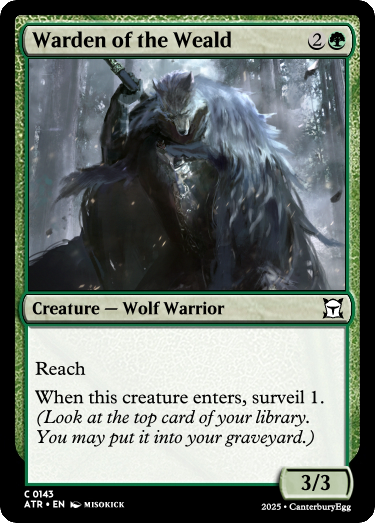 Warden of the Weald 2
Creature — Wolf Warrior
Reach
When this creature enters, surveil 1.
(Look at the top card of your library.
You may put it into your graveyard.)
3/3
C 0143
ATR • EN MISOKICK
2025 • CanterburyEgg